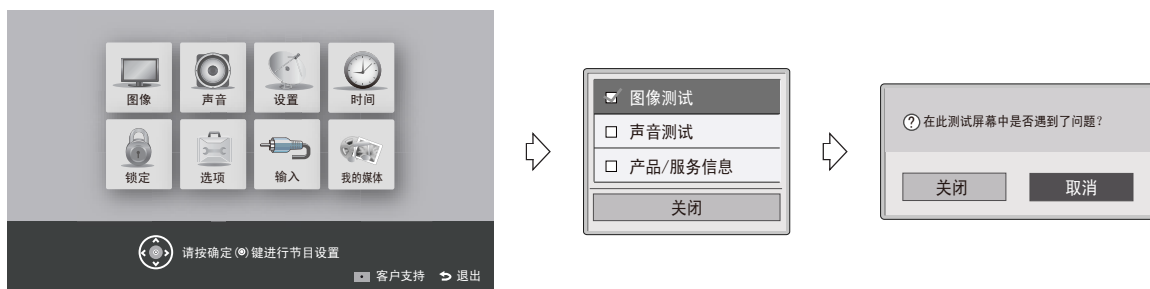 图像 声音 设置 时间
锁定 选项 输入 我的媒体
请按确定(◉)键进行节目设置
客户支持 退出
图像测试
声音测试
产品/服务信息
关闭
?在此测试屏幕中是否遇到了问题?
关闭 取消